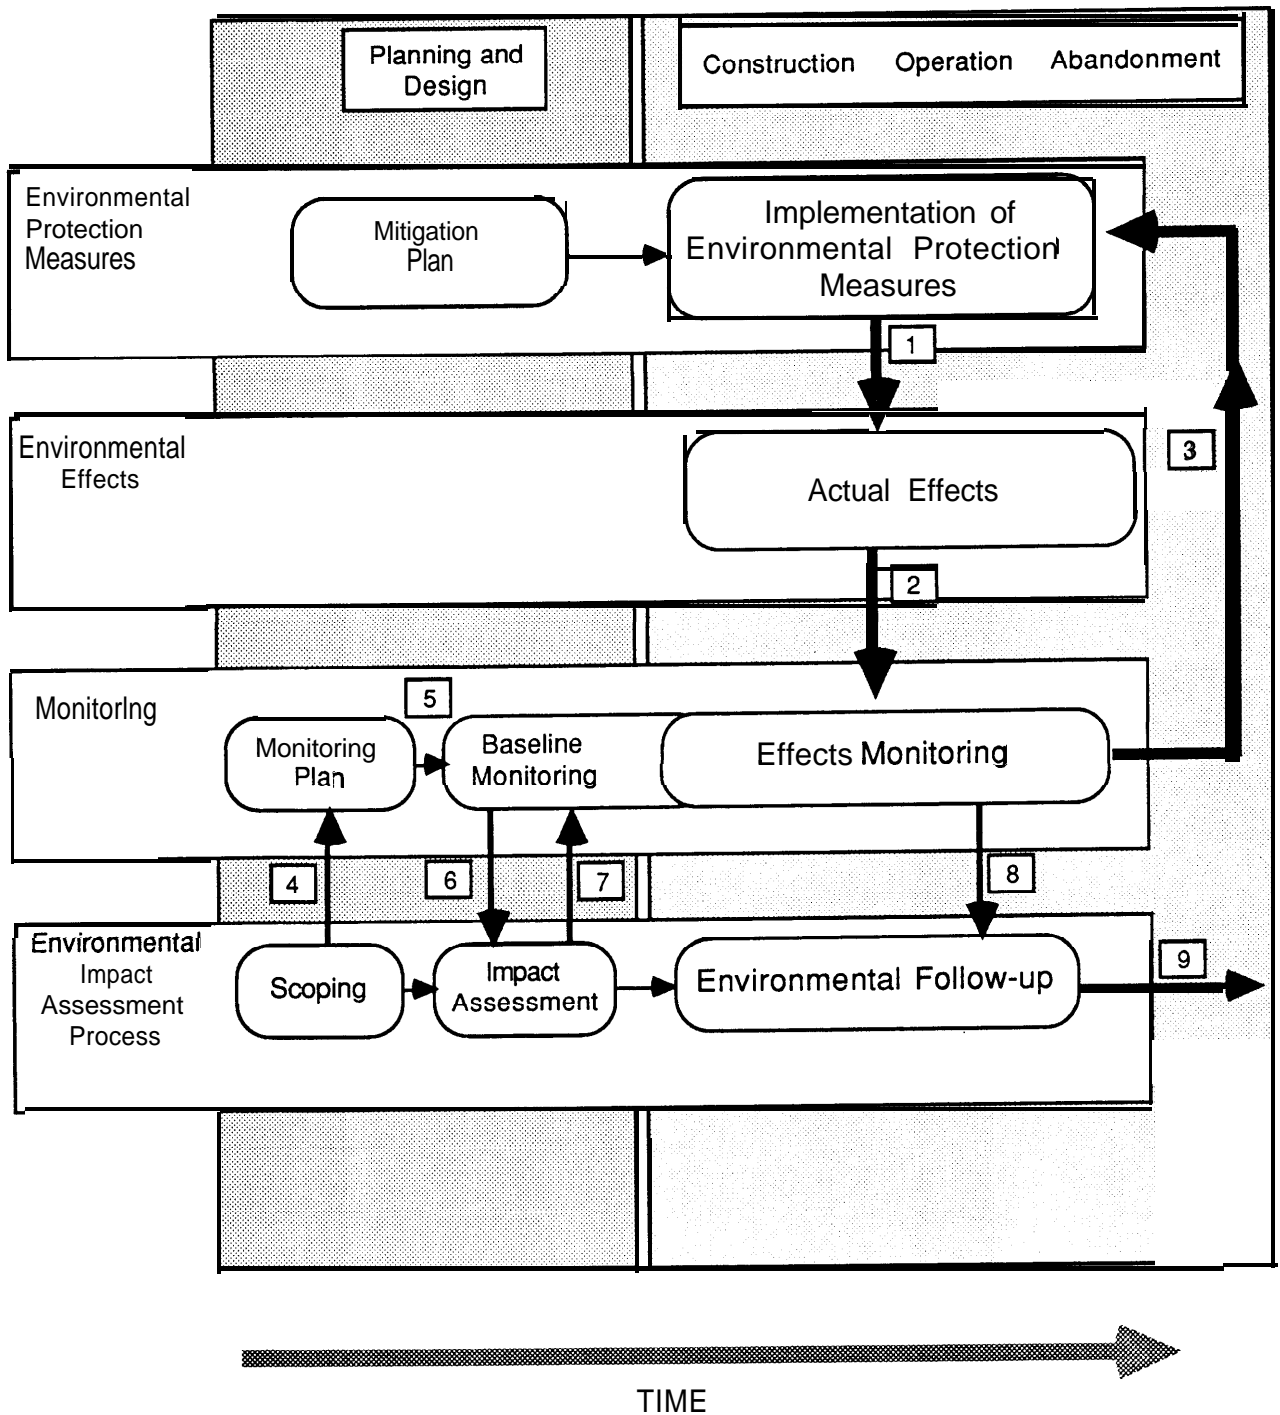 Planning and
Design
Construction Operation Abandonment
Environmental
Protection
Measures
Mitigation
Plan
Implementation of
Environmental Protection
Measures
1
Environmental
Effects
Actual Effects
3
2
Monitoring
5
Monitoring
Plan
Baseline
Monitoring
Effects Monitoring
4
6
7
8
Environmental
Impact
Assessment
Process
Scoping
Impact
Assessment
Environmental Follow-up
9
TIME